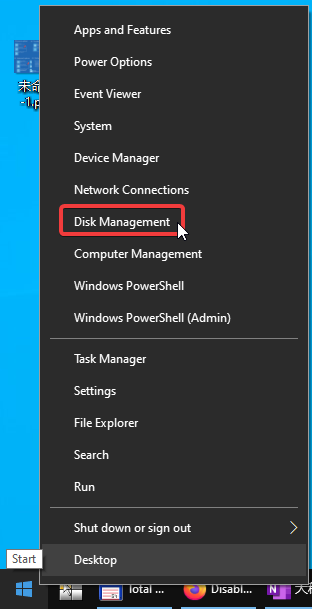 Apps and Features
Power Options
Event Viewer
System
Device Manager
Network Connections
Disk Management
Computer Management
Windows PowerShell
Windows PowerShell (Admin)
Task Manager
Settings
File Explorer
Search
Run
Shut down or sign out
Desktop
未命
-1.p
Start
Total ...
Disabl...